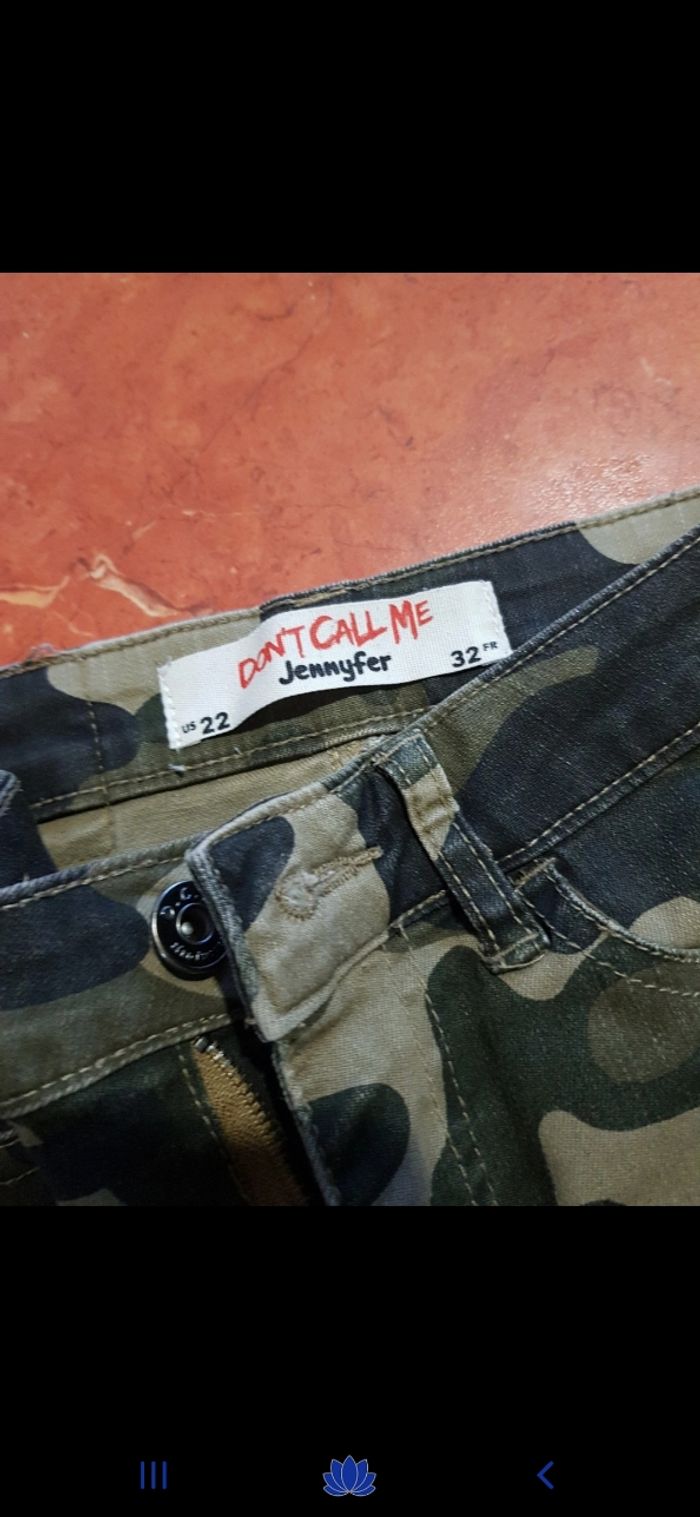 DON'T CALL ME
Jennyfer
US 22
32 FR
D.C.